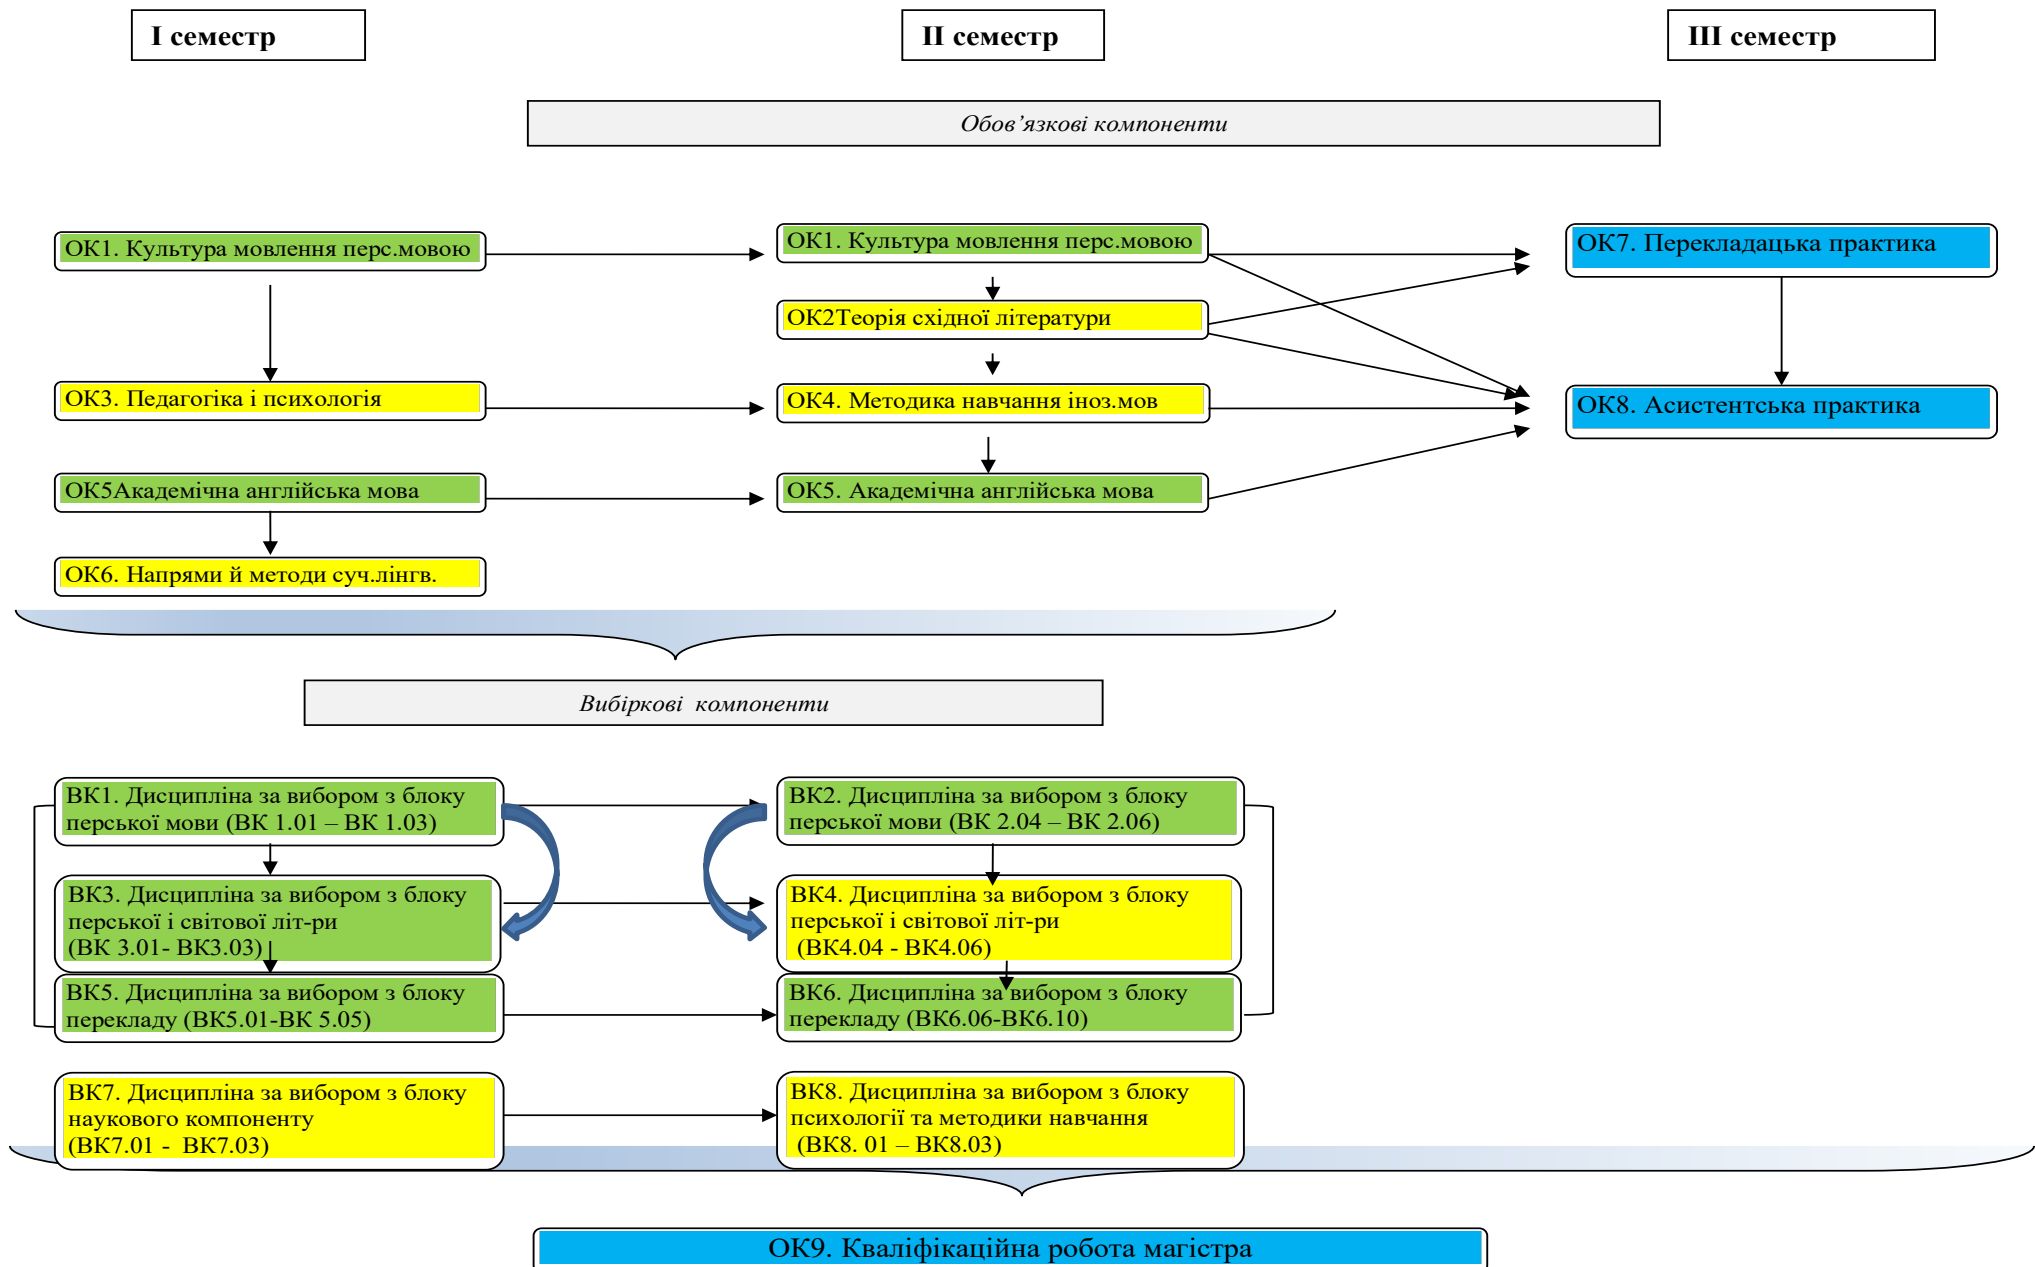 І семестр
ІІ семестр
ІІІ семестр
Обов’язкові компоненти
ОК1. Культура мовлення перс.мовою
ОК1. Культура мовлення перс.мовою
ОК7. Перекладацька практика
ОК2Теорія східної літератури
ОК3. Педагогіка і психологія
ОК4. Методика навчання іноз.мов
ОК8. Асистентська практика
ОК5Академічна англійська мова
ОК5. Академічна англійська мова
ОК6. Напрями й методи суч.лінгв.
Вибіркові  компоненти
ВК1. Дисципліна за вибором з блоку
перської мови (ВК 1.01 – ВК 1.03)
ВК2. Дисципліна за вибором з блоку
перської мови (ВК 2.04 – ВК 2.06)
ВК3. Дисципліна за вибором з блоку
перської і світової літ-ри
(ВК 3.01- ВК3.03)
ВК4. Дисципліна за вибором з блоку
перської і світової літ-ри
(ВК4.04 - ВК4.06)
ВК5. Дисципліна за вибором з блоку
перекладу (ВК5.01-ВК 5.05)
ВК6. Дисципліна за вибором з блоку
перекладу (ВК6.06-ВК6.10)
ВК7. Дисципліна за вибором з блоку
наукового компоненту
(ВК7.01 -  ВК7.03)
ВК8. Дисципліна за вибором з блоку
психології та методики навчання
(ВК8. 01 – ВК8.03)
ОК9. Кваліфікаційна робота магістра